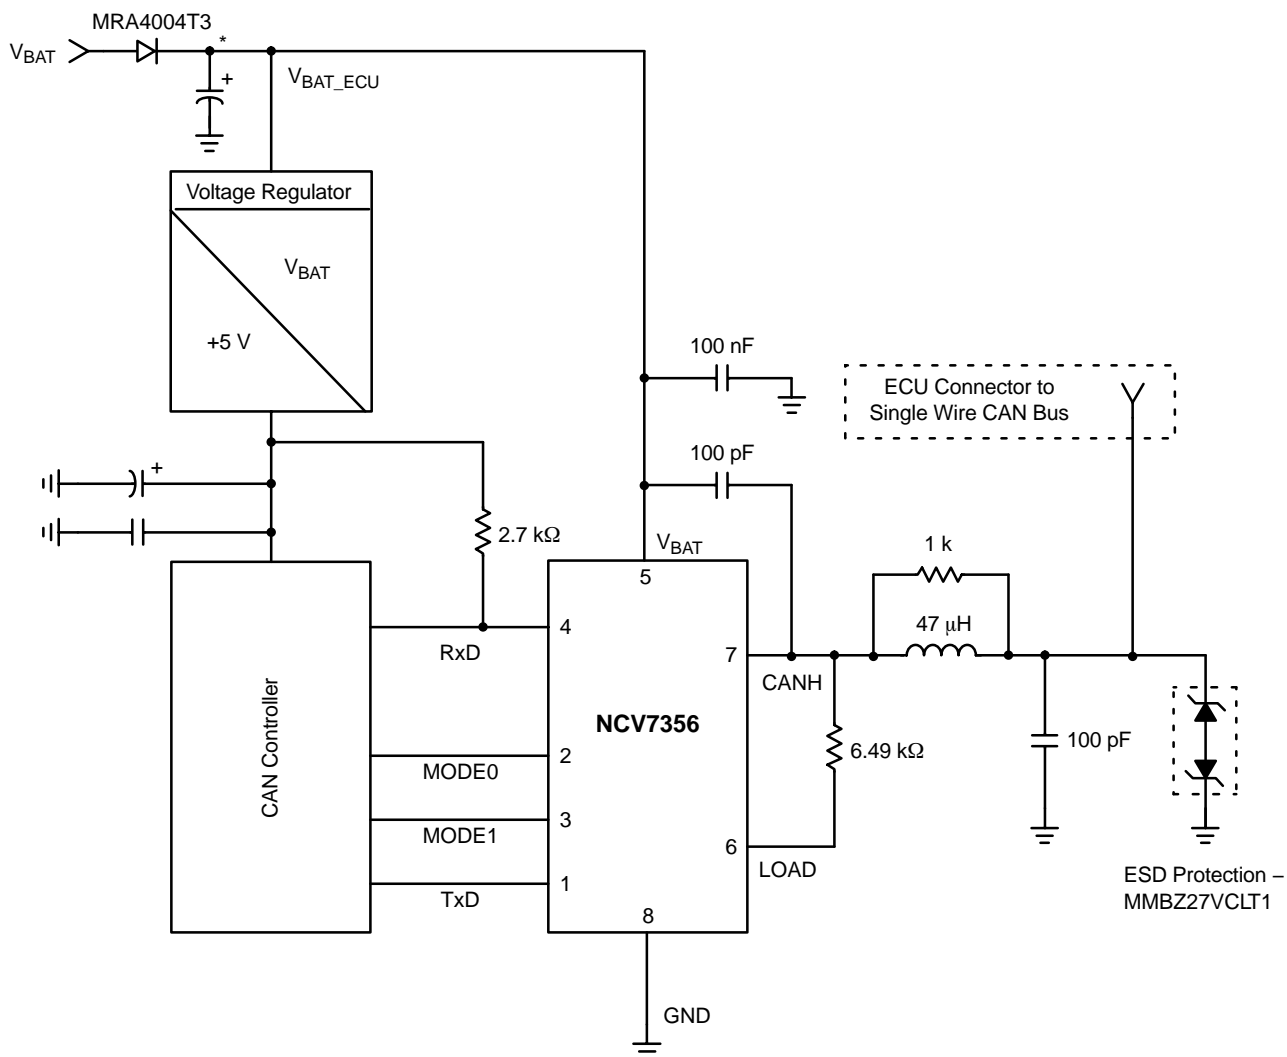 MRA4004T3
V_BAT
*
+
V_BAT_ECU
Voltage Regulator
V_BAT
+5 V
100 nF
ECU Connector to
Single Wire CAN Bus
100 pF
+
2.7 kΩ
V_BAT
5
1 k
47 μH
4
RxD
7
CANH
CAN Controller
NCV7356
6.49 kΩ
100 pF
2
MODE0
3
MODE1
6
LOAD
1
TxD
8
ESD Protection –
MMBZ27VCLT1
GND